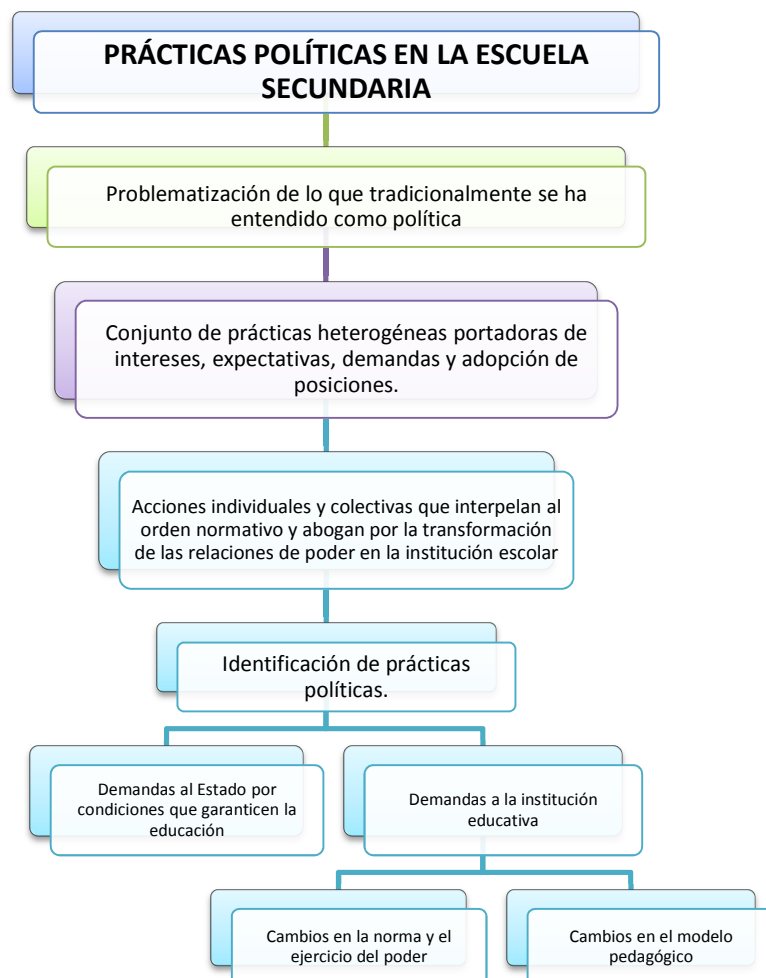 PRÁCTICAS POLÍTICAS EN LA ESCUELA
SECUNDARIA
Problematización de lo que tradicionalmente se ha
entendido como política
Conjunto de prácticas heterogéneas portadoras de
intereses, expectativas, demandas y adopción de
posiciones.
Acciones individuales y colectivas que interpelan al
orden normativo y abogan por la transformación
de las relaciones de poder en la institución escolar
Identificación de prácticas
políticas.
Demandas al Estado por
condiciones que garanticen la
educación
Demandas a la institución
educativa
Cambios en la norma y el
ejercicio del poder
Cambios en el modelo
pedagógico